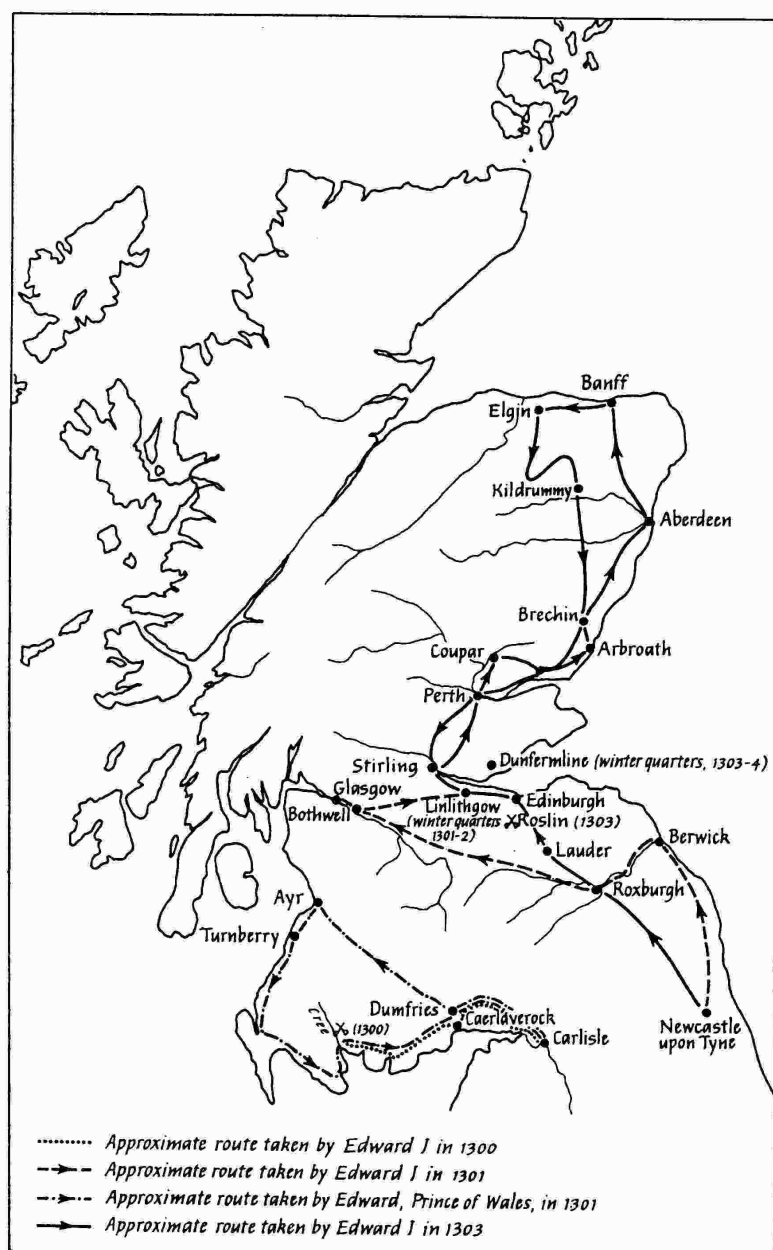 Banff
Elgin
Kildrummy
Aberdeen
Brechin
Coupar
Arbroath
Perth
Stirling
Dunfermline (winter quarters, 1303-4)
Glasgow
Bothwell
Linlithgow
(winter quarters
1301-2)
Edinburgh
XRoslin (1303)
Berwick
Lauder
Roxburgh
Ayr
Turnberry
Dumfries
Caerlaverock
Cree
X (1300)
Carlisle
Newcastle
upon Tyne
Approximate route taken by Edward I in 1300
Approximate route taken by Edward I in 1301
Approximate route taken by Edward, Prince of Wales, in 1301
Approximate route taken by Edward I in 1303